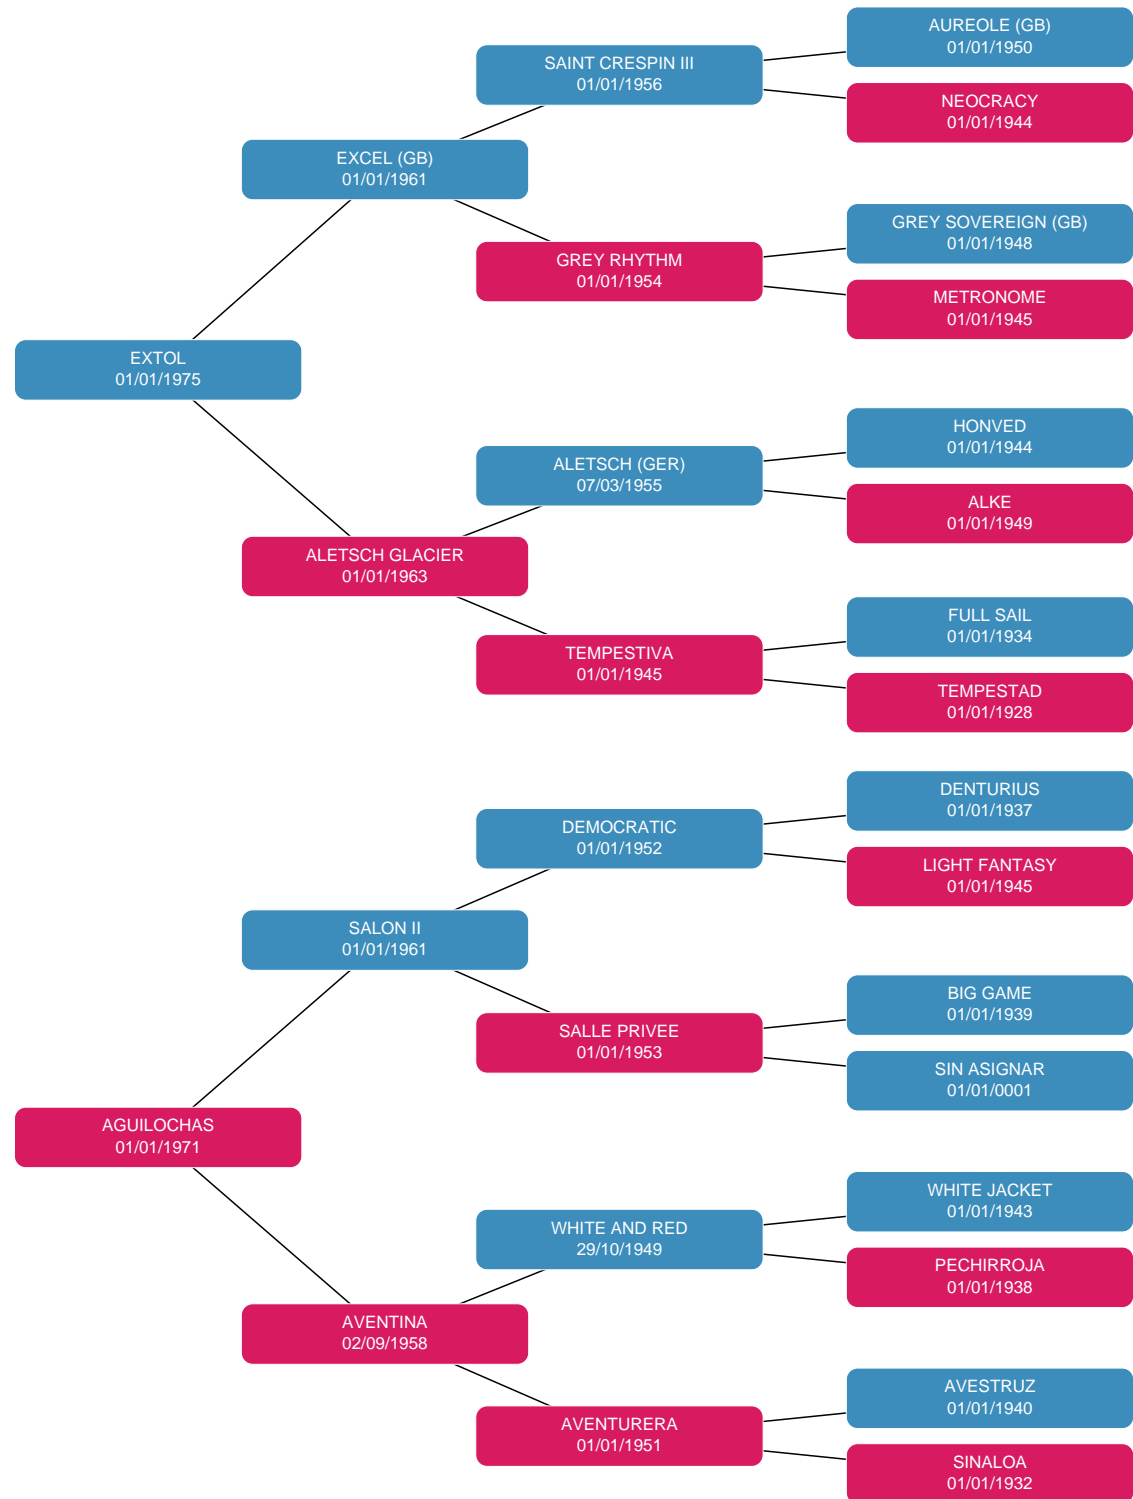 AUREOLE (GB)
01/01/1950
SAINT CRESPIN III
01/01/1956
NEOCRACY
01/01/1944
EXCEL (GB)
01/01/1961
GREY SOVEREIGN (GB)
01/01/1948
GREY RHYTHM
01/01/1954
METRONOME
01/01/1945
EXTOL
01/01/1975
HONVED
01/01/1944
ALETSCH (GER)
07/03/1955
ALKE
01/01/1949
ALETSCH GLACIER
01/01/1963
FULL SAIL
01/01/1934
TEMPESTIVA
01/01/1945
TEMPESTAD
01/01/1928
DENTURIUS
01/01/1937
DEMOCRATIC
01/01/1952
LIGHT FANTASY
01/01/1945
SALON II
01/01/1961
BIG GAME
01/01/1939
SALLE PRIVEE
01/01/1953
SIN ASIGNAR
01/01/0001
AGUILOCHAS
01/01/1971
WHITE JACKET
01/01/1943
WHITE AND RED
29/10/1949
PECHIRROJA
01/01/1938
AVENTINA
02/09/1958
AVESTRUZ
01/01/1940
AVENTURERA
01/01/1951
SINALOA
01/01/1932